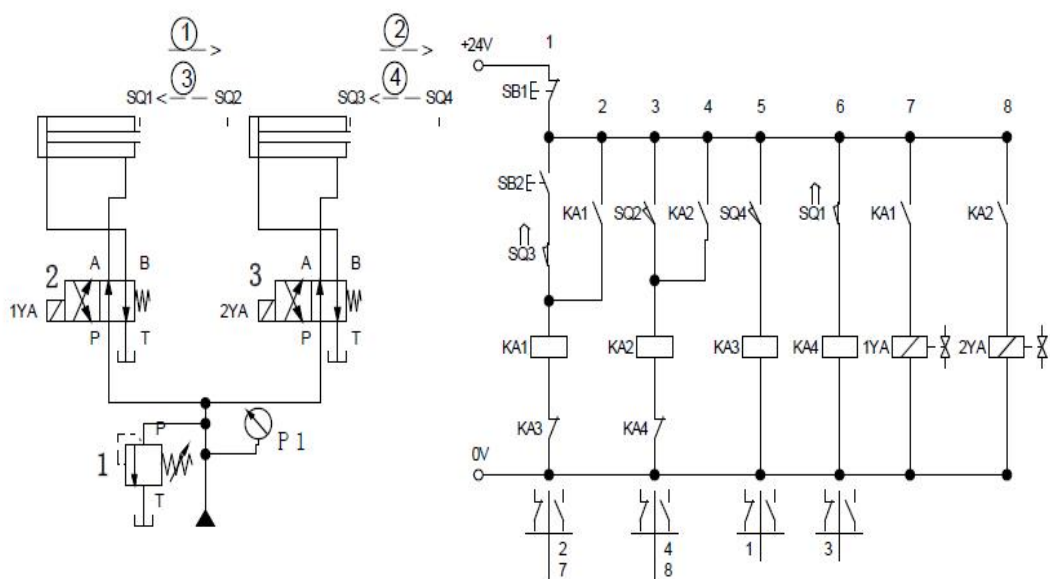 ① ② +24V 1
③ ④
SQ1 SQ2 SQ3 SQ4 SB1
2 3 4 5 6 7 8
SB2 KA1 SQ2 KA2 SQ4 SQ1 KA1 KA2
SQ3
A B A B
2 3
1YA 2YA
P T P T
KA1 KA2 KA3 KA4 1YA 2YA
P
P1
1
T
KA3 KA4
0V
2 4 1 3
7 8